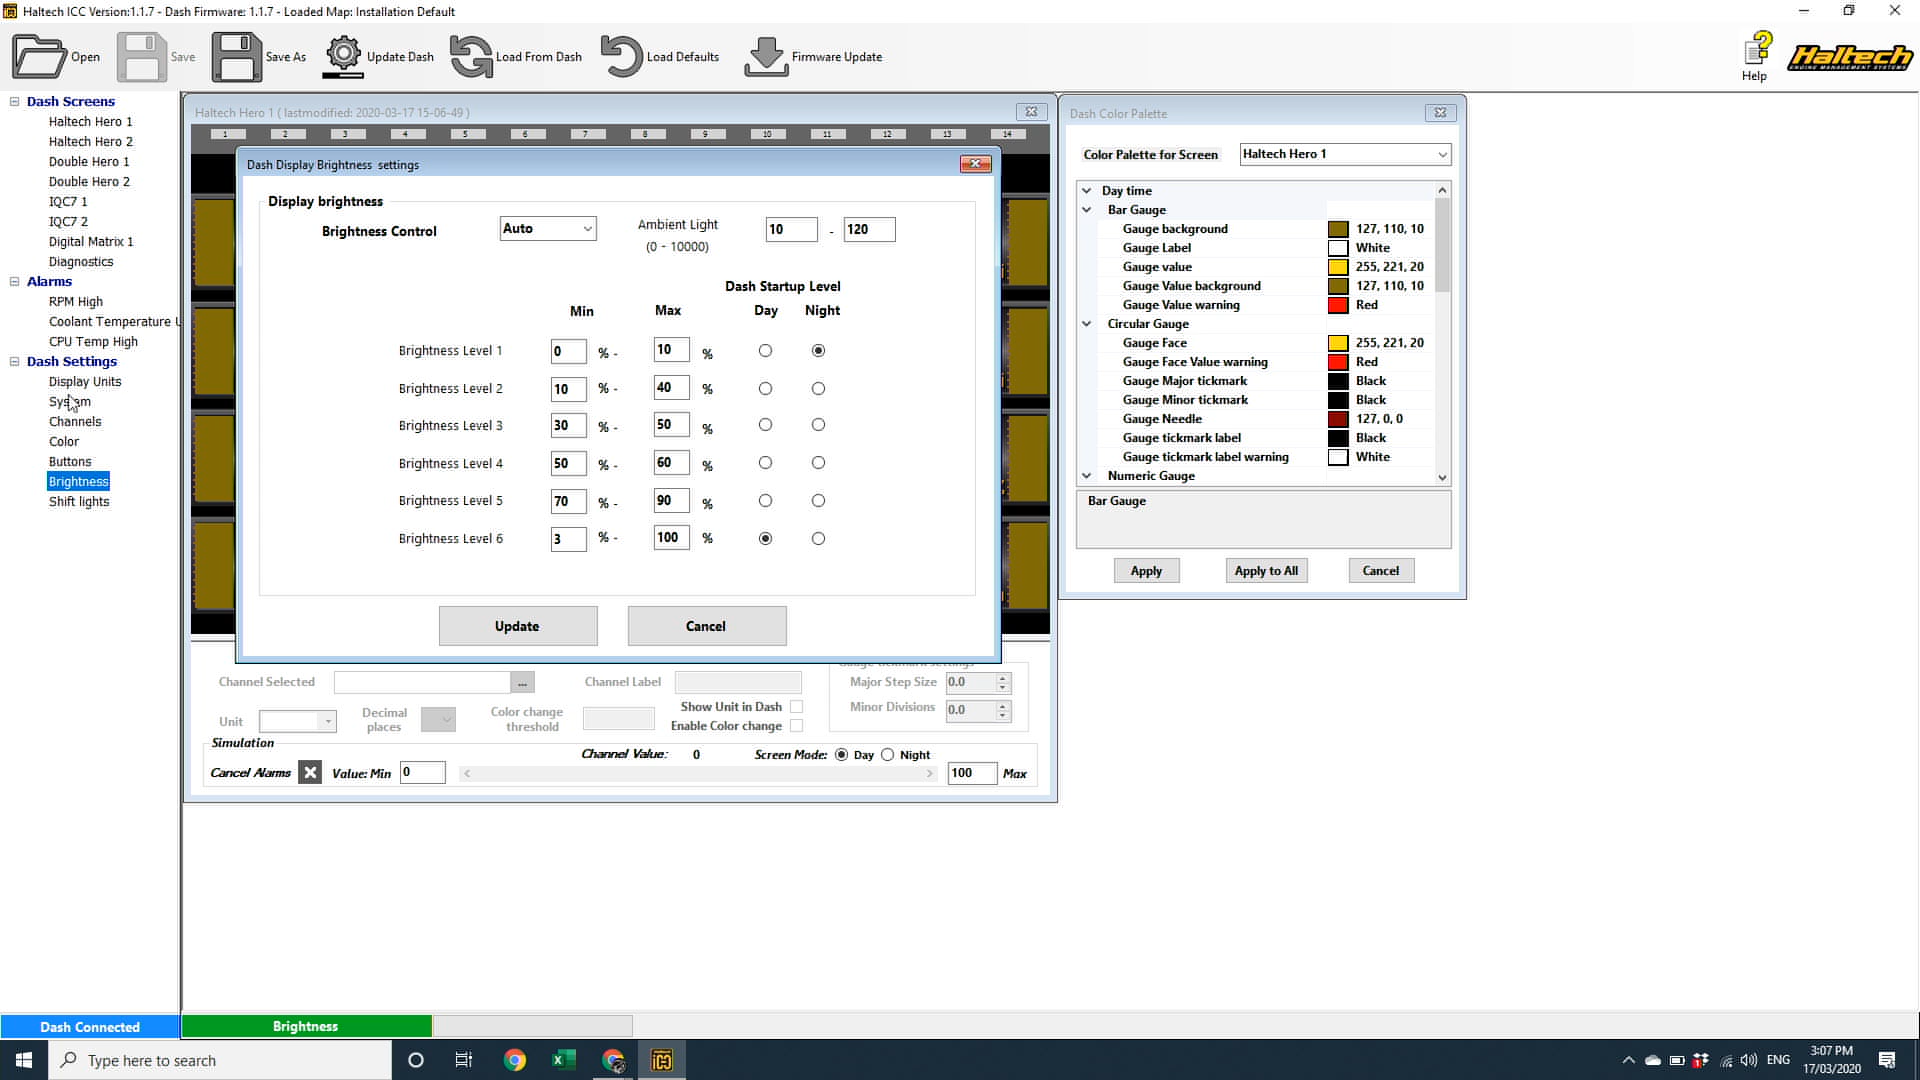 Haltech ICC Version:1.1.7 - Dash Firmware: 1.1.7 - Loaded Map: Installation Default
Open
Save
Save As
Update Dash
Load From Dash
Load Defaults
Firmware Update
Help
Haltech
ENGINE MANAGEMENT SYSTEMS
Dash Screens
Haltech Hero 1
Haltech Hero 2
Double Hero 1
Double Hero 2
IQC7 1
IQC7 2
Digital Matrix 1
Diagnostics
Alarms
RPM High
Coolant Temperature U
CPU Temp High
Dash Settings
Display Units
System
Channels
Color
Buttons
Brightness
Shift lights
Haltech Hero 1 ( lastmodified: 2020-03-17 15-06-49 )
1 2 3 4 5 6 7 8 9 10 11 12 13 14
Dash Display Brightness settings
Display brightness
Brightness Control Auto Ambient Light 10 - 120
(0 - 10000)
Dash Startup Level
Min Max Day Night
Brightness Level 1 0 % - 10 %
Brightness Level 2 10 % - 40 %
Brightness Level 3 30 % - 50 %
Brightness Level 4 50 % - 60 %
Brightness Level 5 70 % - 90 %
Brightness Level 6 3 % - 100 %
Update Cancel
Channel Selected ... Channel Label
Major Step Size 0.0
Unit Decimal places Color change threshold
Show Unit in Dash
Enable Color change
Minor Divisions 0.0
Simulation
Channel Value: 0 Screen Mode: Day Night
Cancel Alarms Value: Min 0 < > 100 Max
Dash Color Palette
Color Palette for Screen Haltech Hero 1
Day time
Bar Gauge
Gauge background 127, 110, 10
Gauge Label White
Gauge value 255, 221, 20
Gauge Value background 127, 110, 10
Gauge Value warning Red
Circular Gauge
Gauge Face 255, 221, 20
Gauge Face Value warning Red
Gauge Major tickmark Black
Gauge Minor tickmark Black
Gauge Needle 127, 0, 0
Gauge tickmark label Black
Gauge tickmark label warning White
Numeric Gauge
Bar Gauge
Apply Apply to All Cancel
Dash Connected Brightness
Type here to search
ENG
3:07 PM
17/03/2020